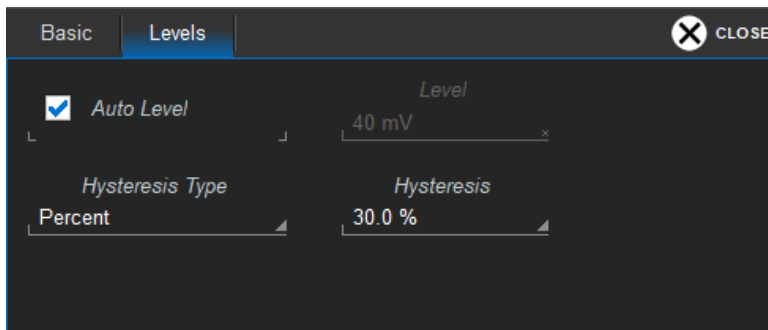 Basic Levels CLOSE
Auto Level Level
40 mV
Hysteresis Type Hysteresis
Percent 30.0 %